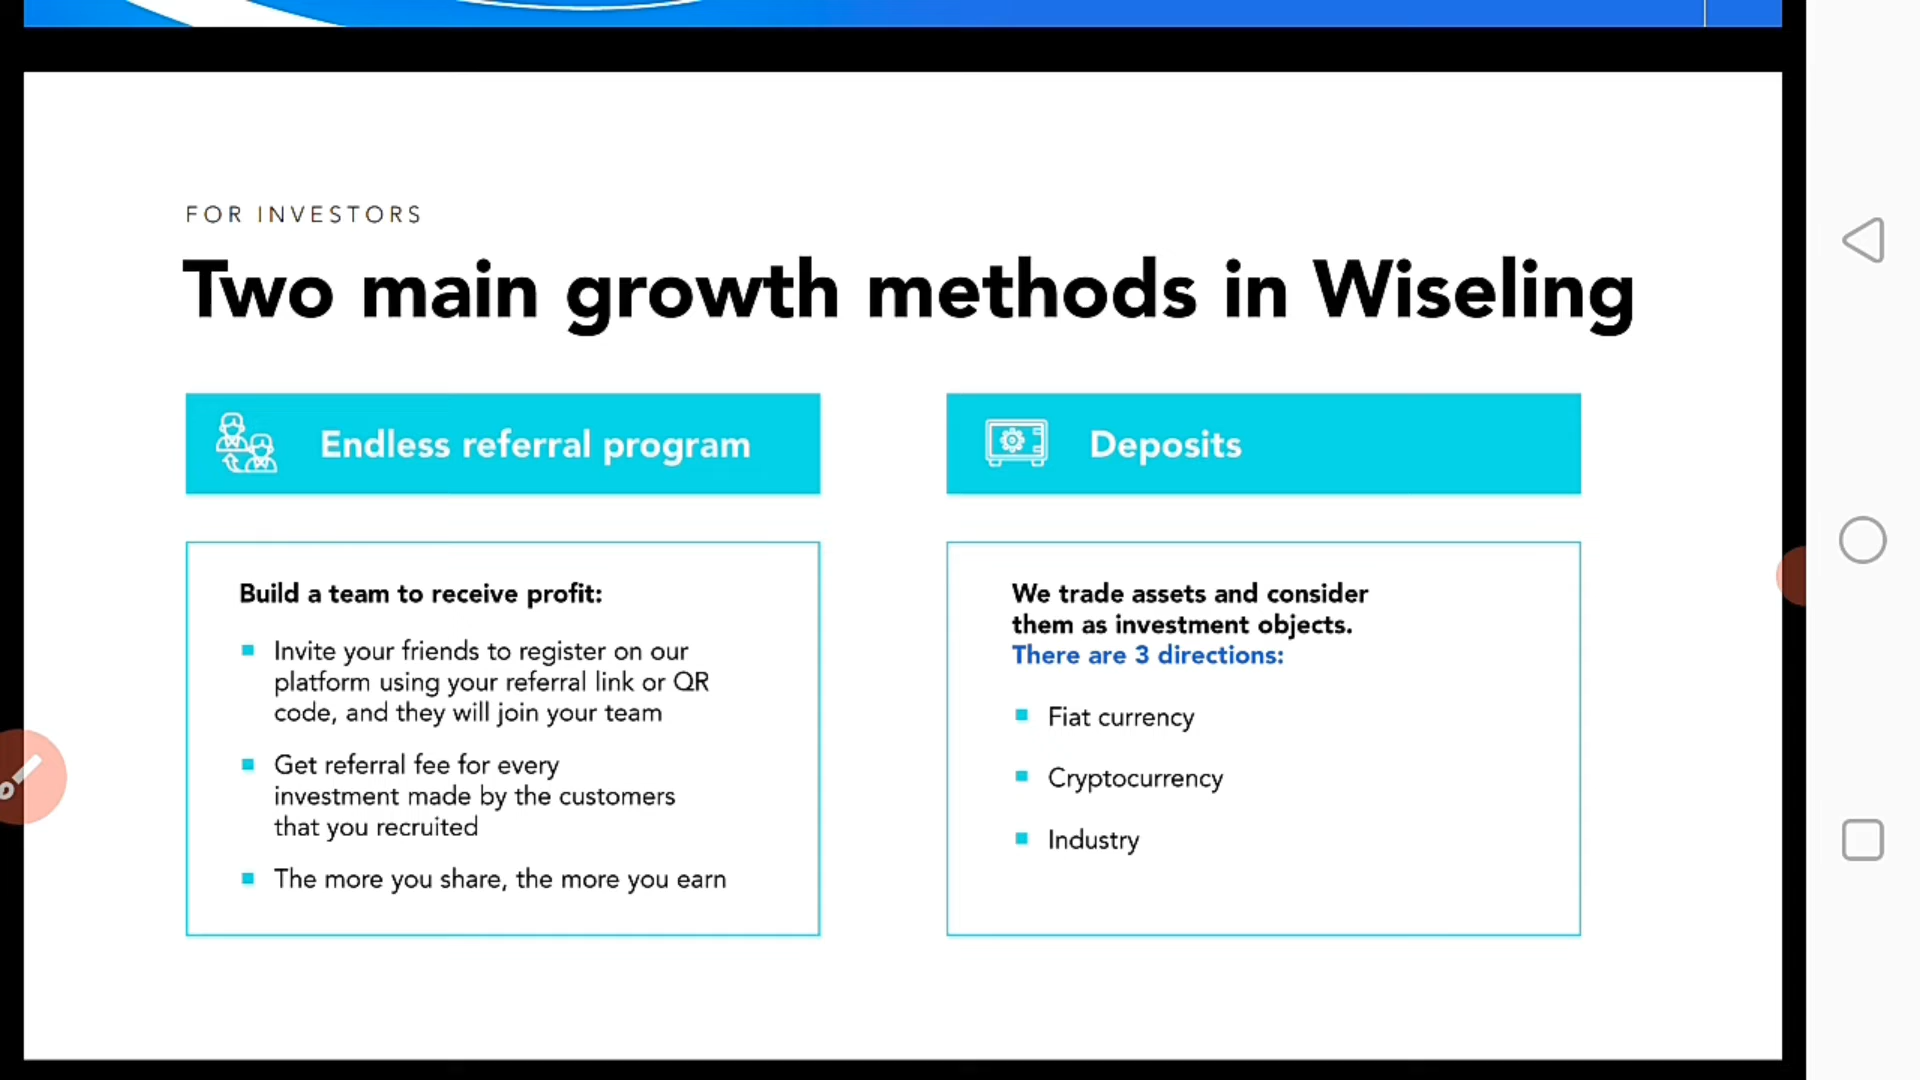 FOR INVESTORS
Two main growth methods in Wiseling
Endless referral program
Build a team to receive profit:
Invite your friends to register on our
platform using your referral link or QR
code, and they will join your team
Get referral fee for every
investment made by the customers
that you recruited
The more you share, the more you earn
Deposits
We trade assets and consider
them as investment objects.
There are 3 directions:
Fiat currency
Cryptocurrency
Industry